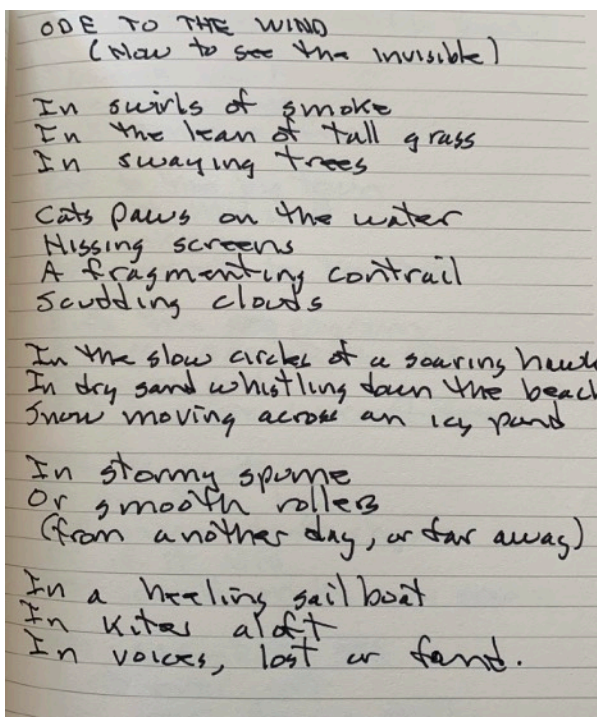 ODE TO THE WIND
(How to see the invisible)
In swirls of smoke
In the lean of tall grass
In swaying trees
Cats paws on the water
Hissing screens
A fragmenting contrail
Scudding clouds
In the slow circles of a soaring hawk
In dry sand whistling down the beach
Snow moving across an icy pond
In stormy spume
Or smooth rollers
(from another day, or far away)
In a heeling sailboat
In kites aloft
In voices, lost or found.